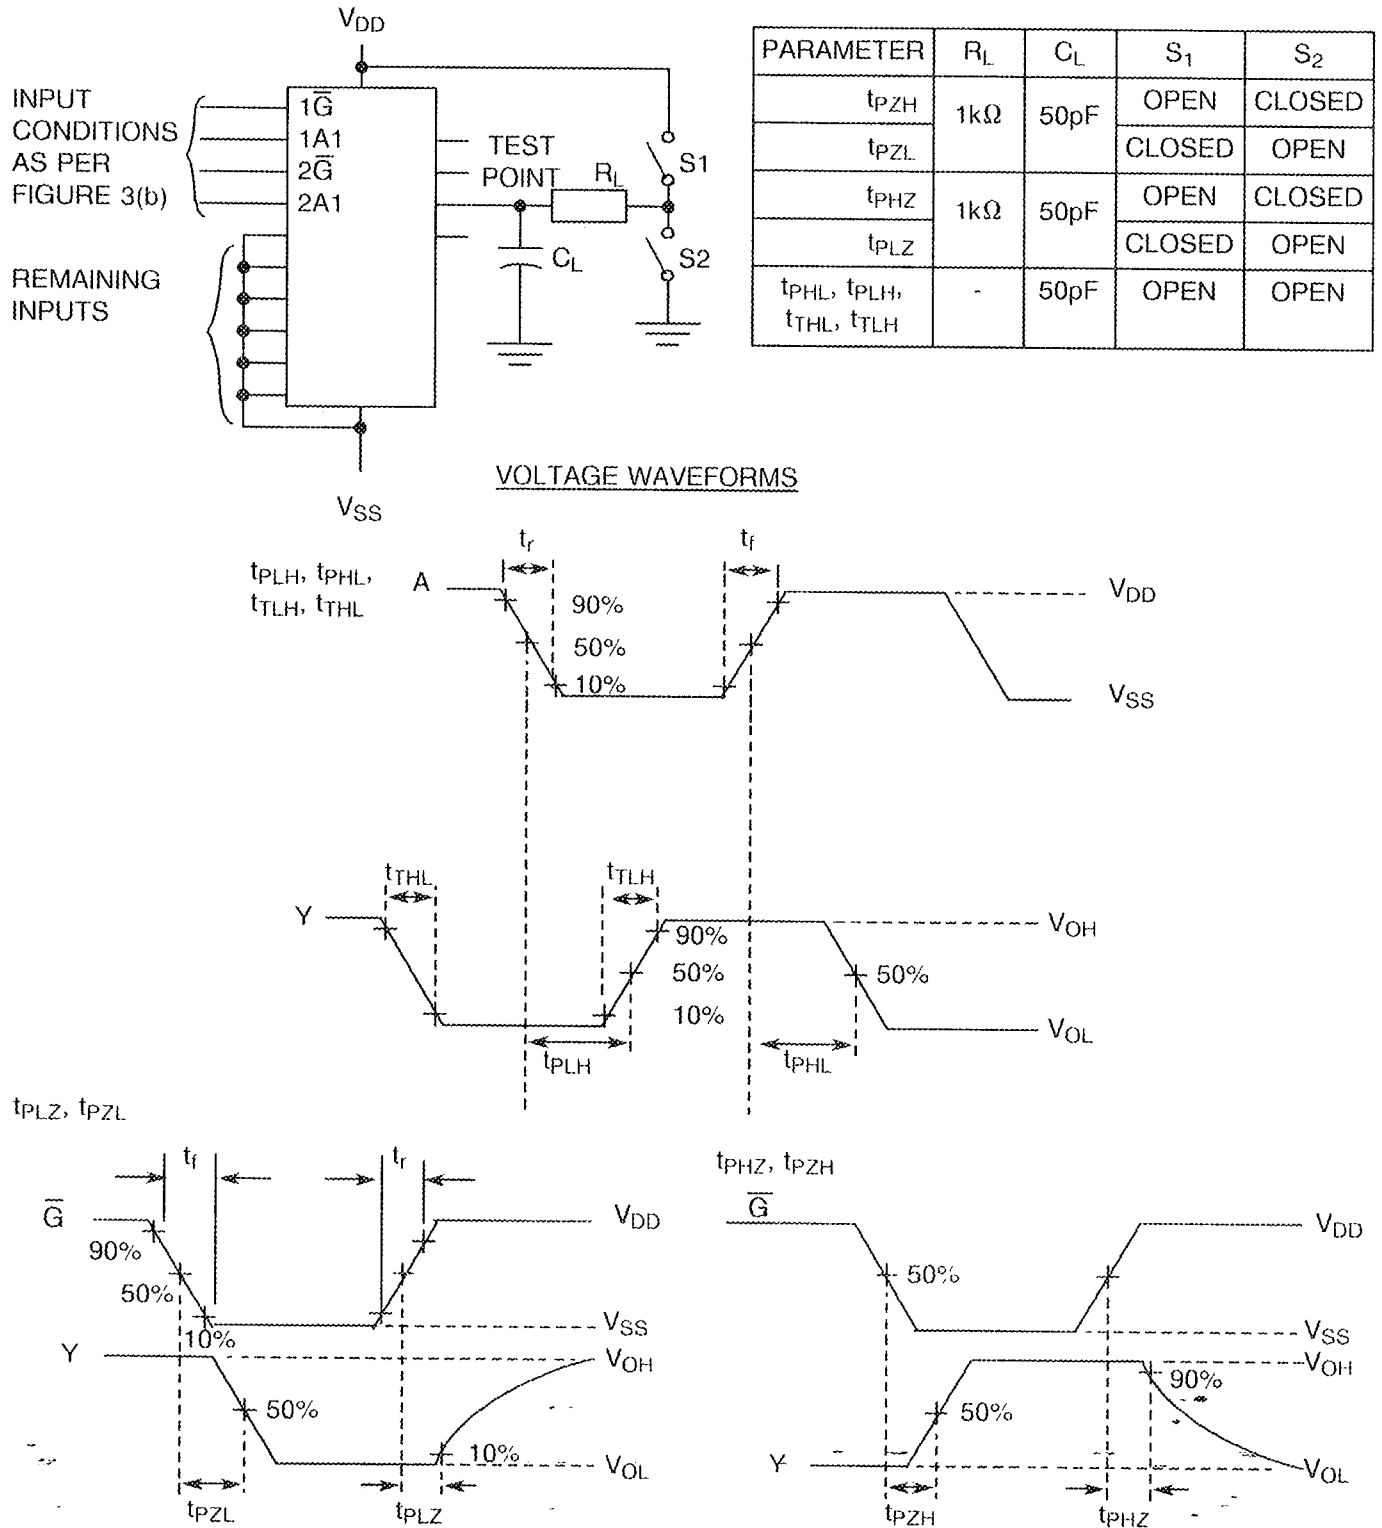 VDD
INPUT
CONDITIONS
AS PER
FIGURE 3(b)
1G̅
1A1
2G̅
2A1
REMAINING
INPUTS
TEST
POINT
RL
CL
S1
S2
VSS
PARAMETER RL CL S1 S2
tPZH 1kΩ 50pF OPEN CLOSED
tPZL CLOSED OPEN
tPHZ 1kΩ 50pF OPEN CLOSED
tPLZ CLOSED OPEN
tPHL, tPLH, - 50pF OPEN OPEN
tTHL, tTLH
VOLTAGE WAVEFORMS
tPLH, tPHL,
tTLH, tTHL
A
tr
tf
90%
50%
10%
VDD
VSS
tTHL
tTLH
Y
90%
50%
10%
50%
VOH
VOL
tPLH
tPHL
tPLZ, tPZL
tf
tr
G̅
90%
50%
10%
VDD
VSS
Y
50%
10%
VOH
VOL
tPZL
tPLZ
tPHZ, tPZH
G̅
50%
VDD
VSS
Y
50%
90%
VOH
VOL
tPZH
tPHZ